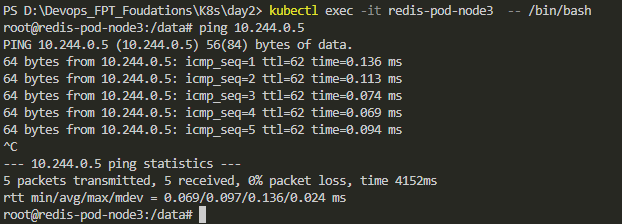 PS D:\Devops_FPT_Foudations\K8s\day2> kubectl exec -it redis-pod-node3  -- /bin/bash
root@redis-pod-node3:/data# ping 10.244.0.5
PING 10.244.0.5 (10.244.0.5) 56(84) bytes of data.
64 bytes from 10.244.0.5: icmp_seq=1 ttl=62 time=0.136 ms
64 bytes from 10.244.0.5: icmp_seq=2 ttl=62 time=0.113 ms
64 bytes from 10.244.0.5: icmp_seq=3 ttl=62 time=0.074 ms
64 bytes from 10.244.0.5: icmp_seq=4 ttl=62 time=0.069 ms
64 bytes from 10.244.0.5: icmp_seq=5 ttl=62 time=0.094 ms
^C
--- 10.244.0.5 ping statistics ---
5 packets transmitted, 5 received, 0% packet loss, time 4152ms
rtt min/avg/max/mdev = 0.069/0.097/0.136/0.024 ms
root@redis-pod-node3:/data#